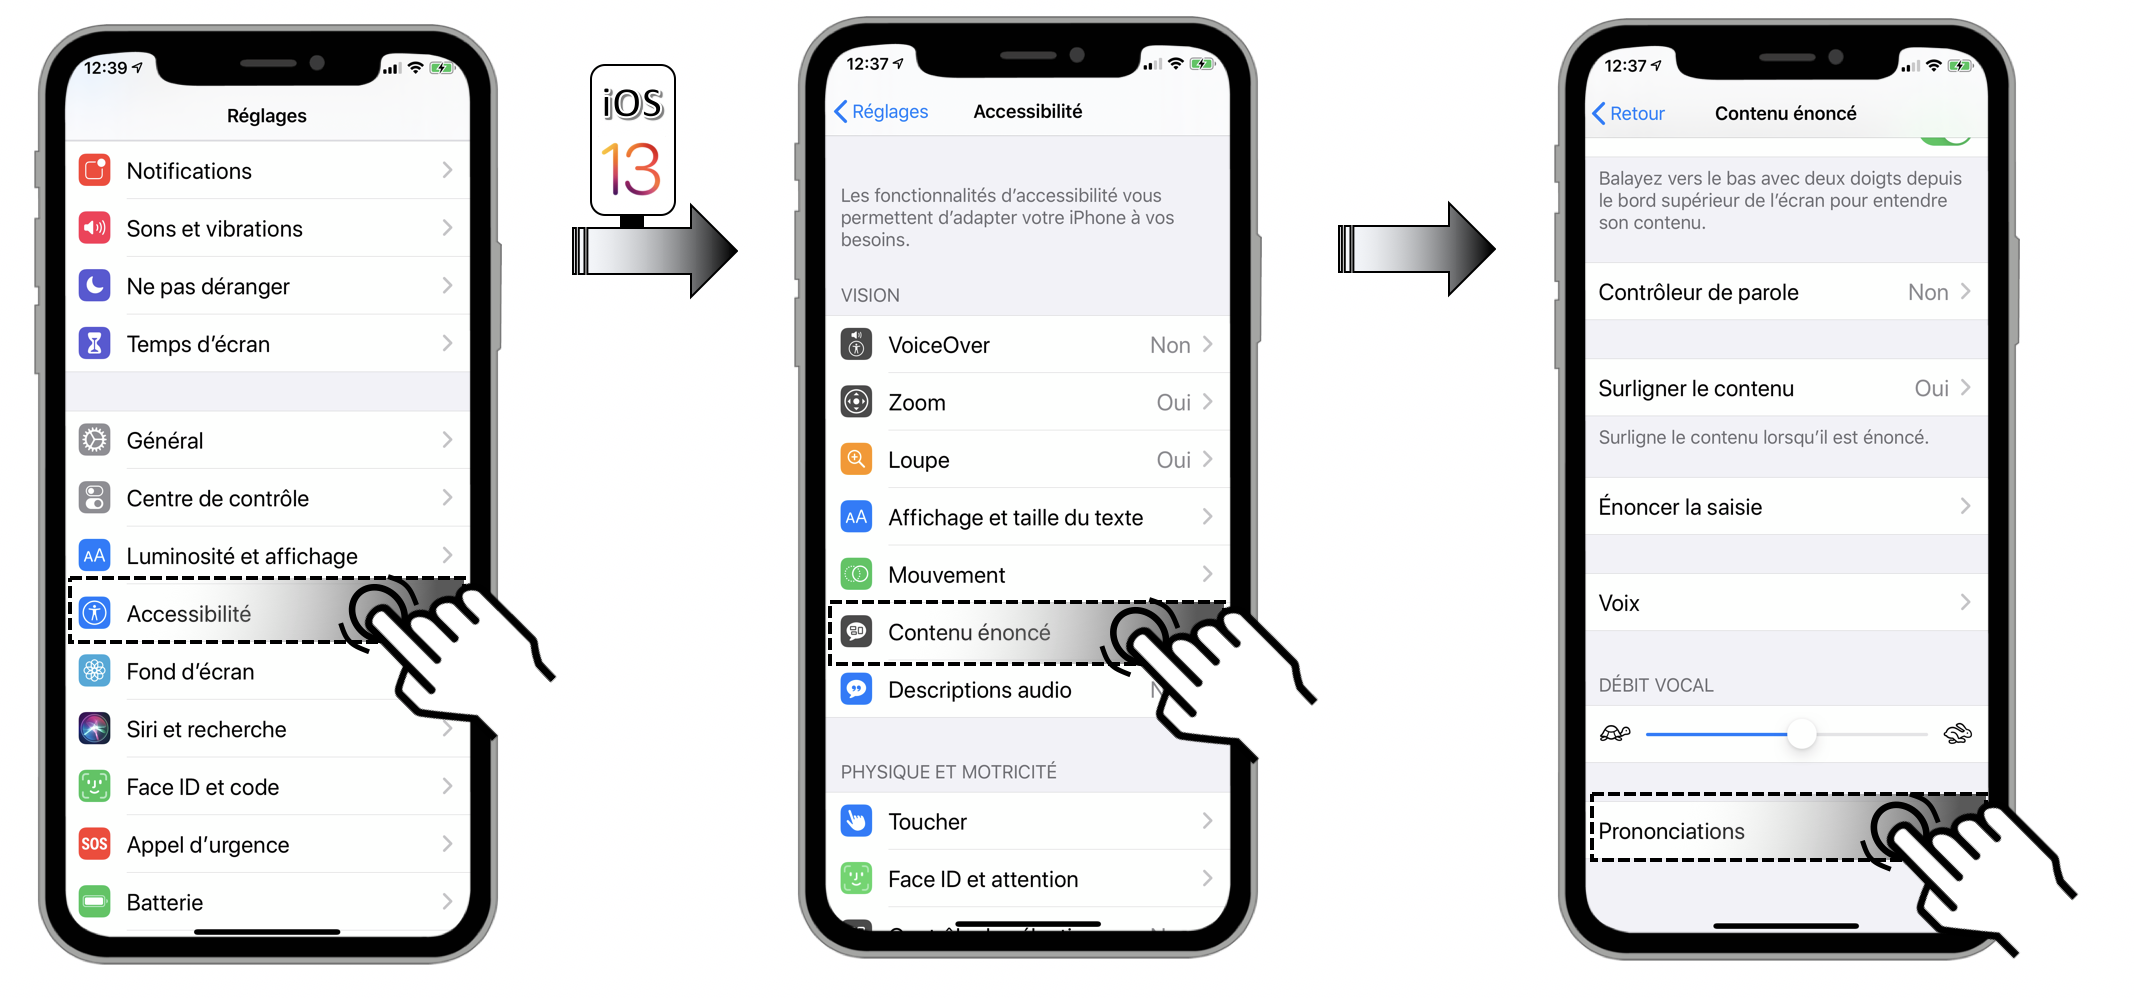 12:39
Réglages
Notifications
Sons et vibrations
Ne pas déranger
Temps d’écran
Général
Centre de contrôle
AA Luminosité et affichage
Accessibilité
Fond d’écran
Siri et recherche
Face ID et code
SOS Appel d’urgence
Batterie
iOS
13
12:37
Réglages Accessibilité
Les fonctionnalités d’accessibilité vous
permettent d’adapter votre iPhone à vos
besoins.
VISION
VoiceOver Non
Zoom Oui
Loupe Oui
AA Affichage et taille du texte
Mouvement
Contenu énoncé
Descriptions audio
PHYSIQUE ET MOTRICITÉ
Toucher
Face ID et attention
12:37
Retour Contenu énoncé
Balayez vers le bas avec deux doigts depuis
le bord supérieur de l’écran pour entendre
son contenu.
Contrôleur de parole Non
Surligner le contenu Oui
Surligne le contenu lorsqu’il est énoncé.
Énoncer la saisie
Voix
DÉBIT VOCAL
Prononciations